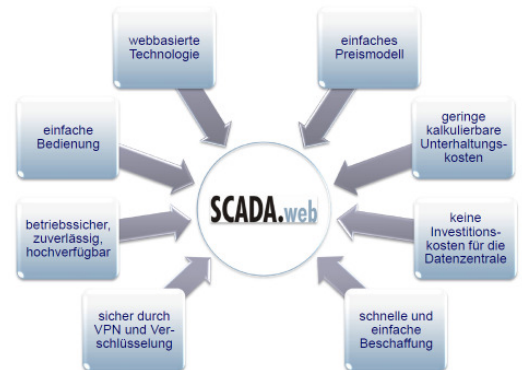 webbasierte
Technologie
einfaches
Preismodell
einfache
Bedienung
geringe
kalkulierbare
Unterhaltungs-
kosten
SCADA.web
betriebssicher,
zuverlässig,
hochverfügbar
keine
Investitions-
kosten für die
Datenzentrale
sicher durch
VPN und Ver-
schlüsselung
schnelle und
einfache
Beschaffung